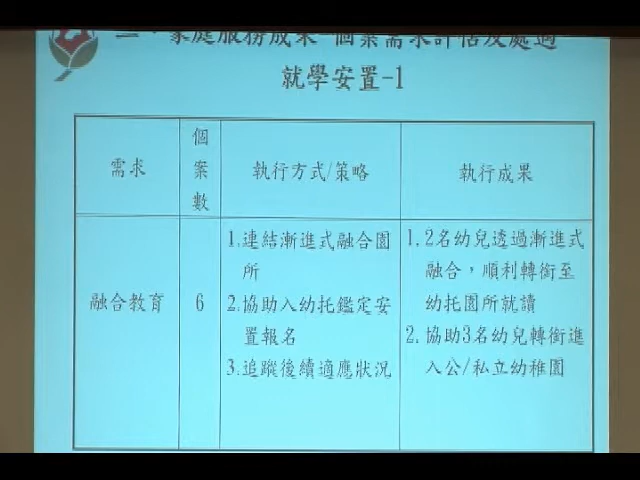 二、家庭服務成果-個案需求評估及處遇
就學安置-1
需求
個
案
數
執行方式/策略
執行成果
融合教育
6
1.連結漸進式融合園
所
2.協助入幼托鑑定安
置報名
3.追蹤後續適應狀況
1.2名幼兒透過漸進式
融合，順利轉銜至
幼托園所就讀
2.協助3名幼兒轉銜進
入公/私立幼稚園